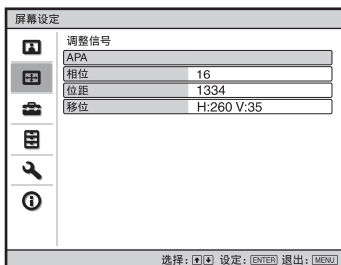 屏幕设定
调整信号
APA
相位 16
位距 1334
移位 H:260 V:35
选择: 设定: ENTER 退出: MENU